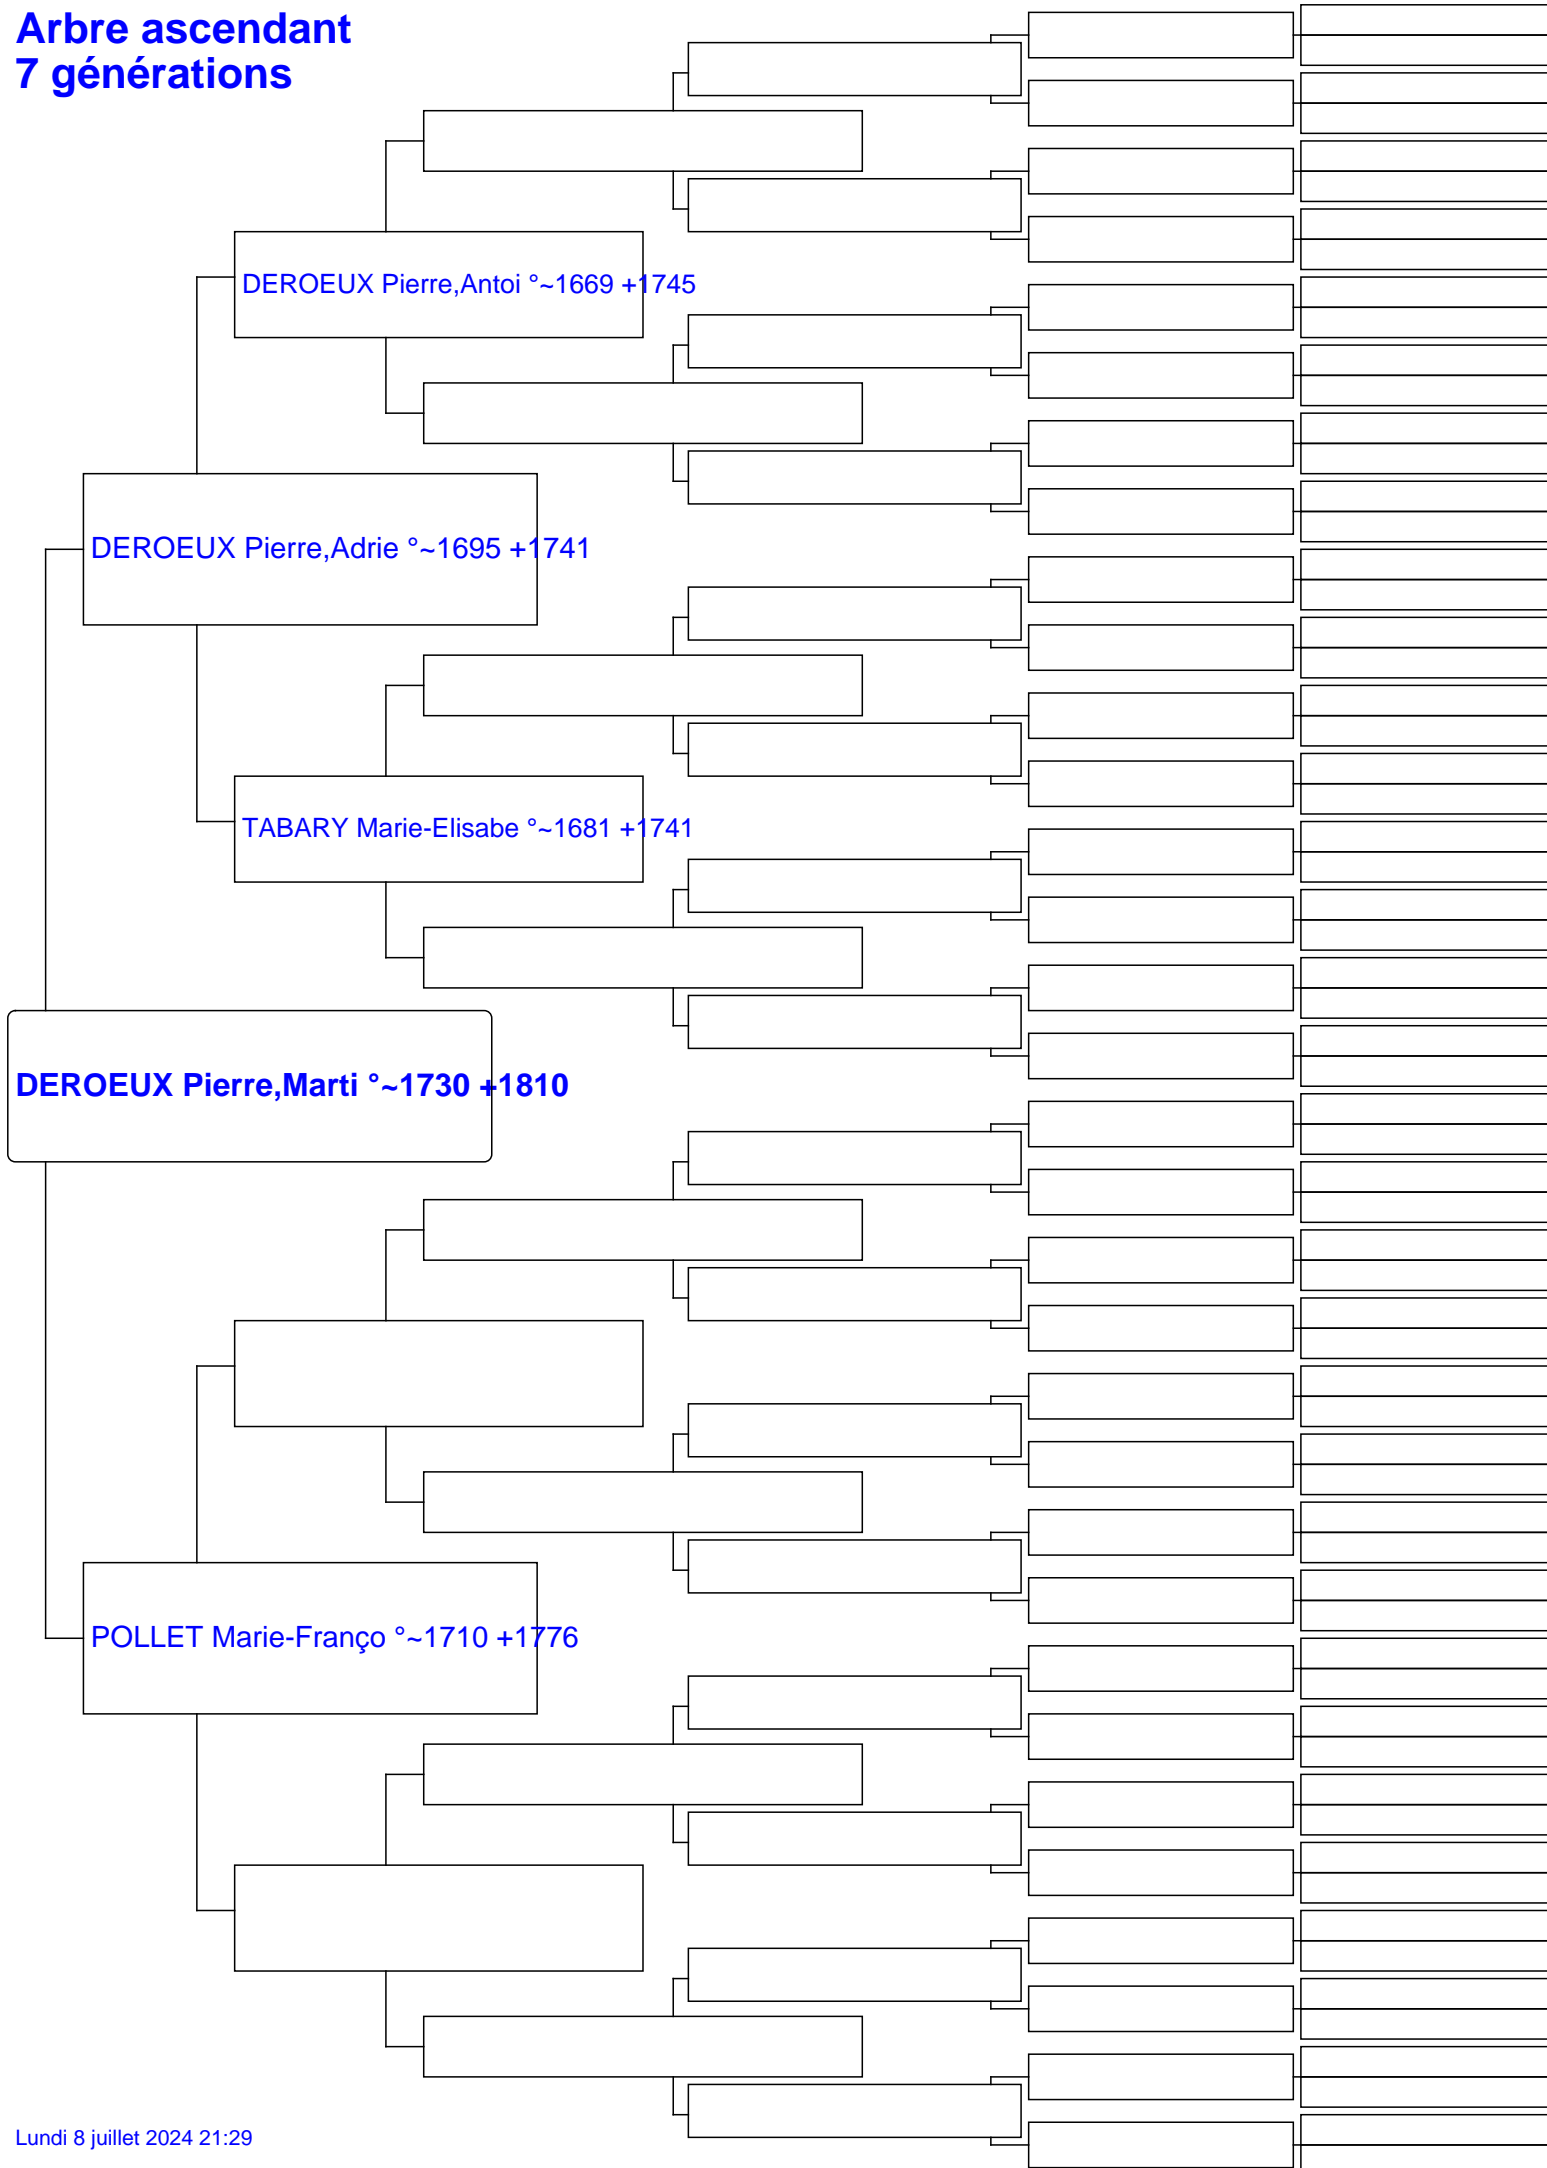 Arbre ascendant
7 générations
DEROEUX Pierre,Antoi °~1669 +1745
DEROEUX Pierre,Adrie °~1695 +1741
TABARY Marie-Elisabe °~1681 +1741
DEROEUX Pierre,Marti °~1730 +1810
POLLET Marie-Franço °~1710 +1776
Lundi 8 juillet 2024 21:29